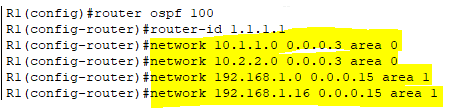 R1(config)#router ospf 100
R1(config-router)#router-id 1.1.1.1
R1(config-router)#network 10.1.1.0 0.0.0.3 area 0
R1(config-router)#network 10.2.2.0 0.0.0.3 area 0
R1(config-router)#network 192.168.1.0 0.0.0.15 area 1
R1(config-router)#network 192.168.1.16 0.0.0.15 area 1